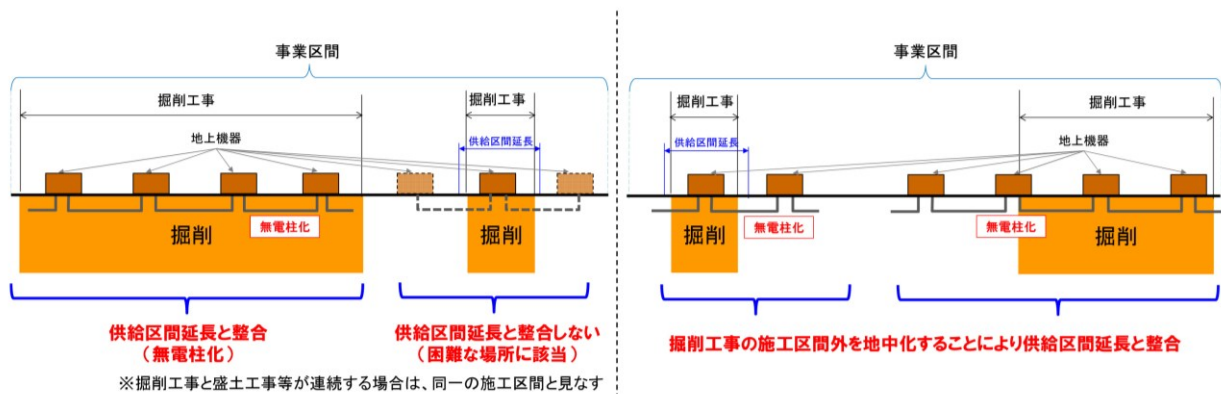 事業区間
掘削工事
掘削工事
地上機器
供給区間延長
無電柱化
掘削
掘削
供給区間延長と整合
(無電柱化)
供給区間延長と整合しない
(困難な場所に該当)
※掘削工事と盛土工事等が連続する場合は、同一の施工区間と見なす
事業区間
掘削工事
掘削工事
供給区間延長
地上機器
無電柱化
無電柱化
掘削
掘削
掘削工事の施工区間外を地中化することにより供給区間延長と整合